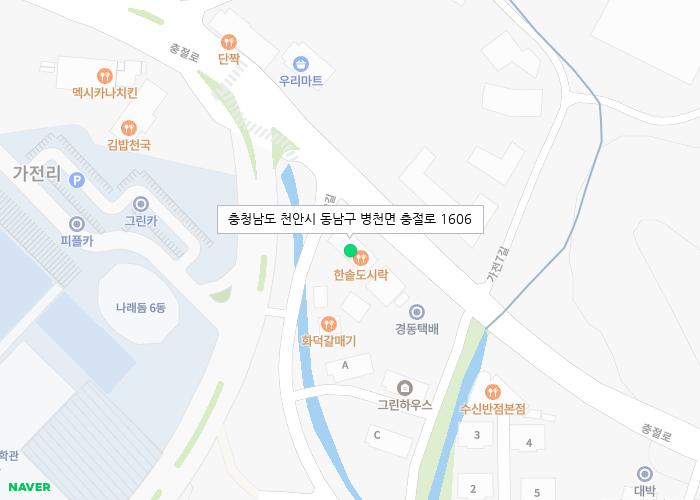 충절로
단짝
우리마트
멕시카나치킨
김밥천국
가전리
P
그린카
피플카
길
충청남도 천안시 동남구 병천면 충절로 1606
한솥도시락
가전7길
나래돔 6동
경동택배
화덕갈매기
A
그린하우스
수신반점본점
C
3
4
충절로
학관
2
5
대박
NAVER